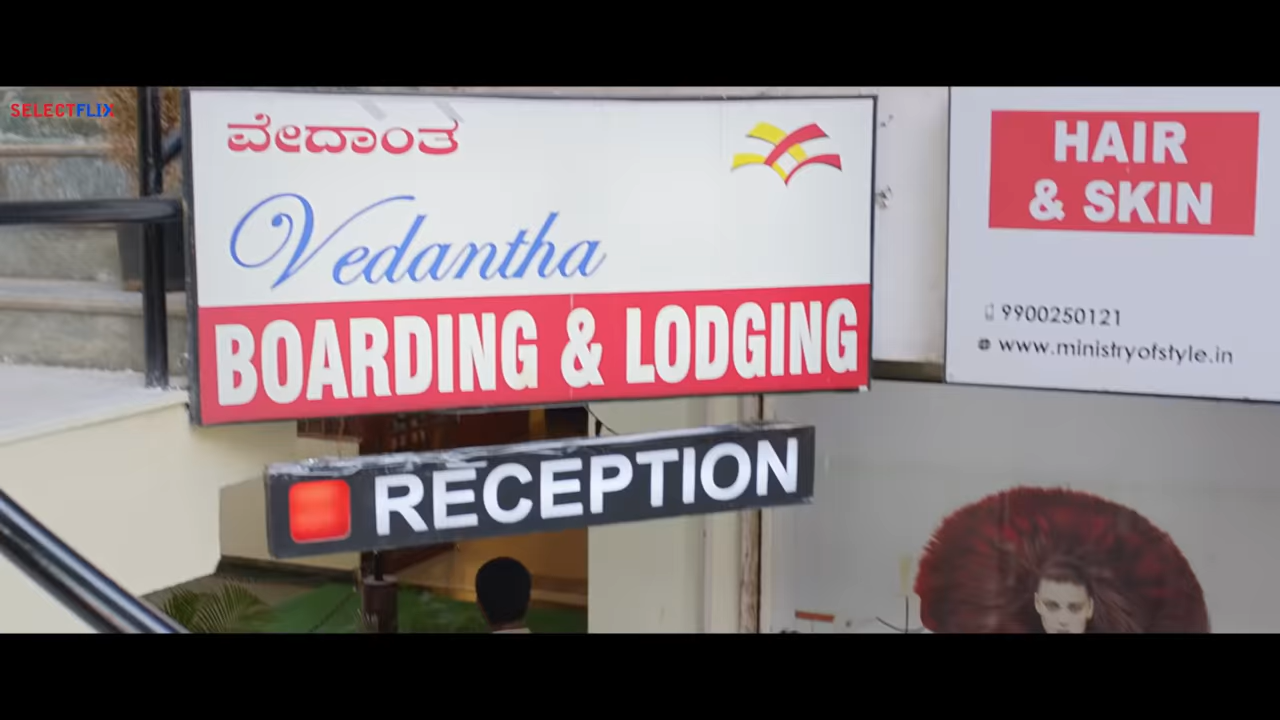 SELECTFLIX
ವೇದಾಂತ
Vedantha
BOARDING & LODGING
RECEPTION
HAIR
& SKIN
9900250121
www.ministryofstyle.in